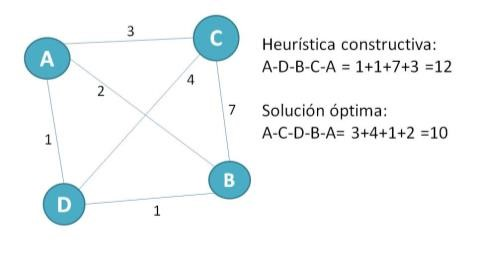 3
C
A
Heurística constructiva:
A-D-B-C-A = 1+1+7+3 =12
4
2
7
Solución óptima:
A-C-D-B-A= 3+4+1+2 =10
1
B
D
1